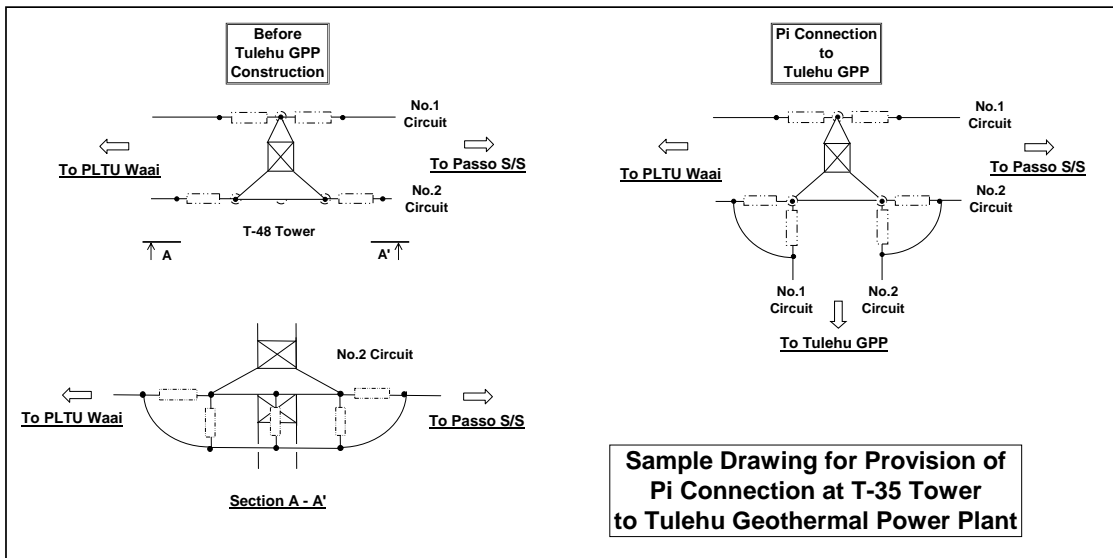 Before
Tulehu GPP
Construction
No.1
Circuit
To PLTU Waai
To Passo S/S
No.2
Circuit
T-48 Tower
A
A'
No.2 Circuit
To PLTU Waai
To Passo S/S
Section A - A'
Pi Connection
to
Tulehu GPP
No.1
Circuit
To PLTU Waai
To Passo S/S
No.2
Circuit
No.1
Circuit
No.2
Circuit
To Tulehu GPP
Sample Drawing for Provision of
Pi Connection at T-35 Tower
to Tulehu Geothermal Power Plant